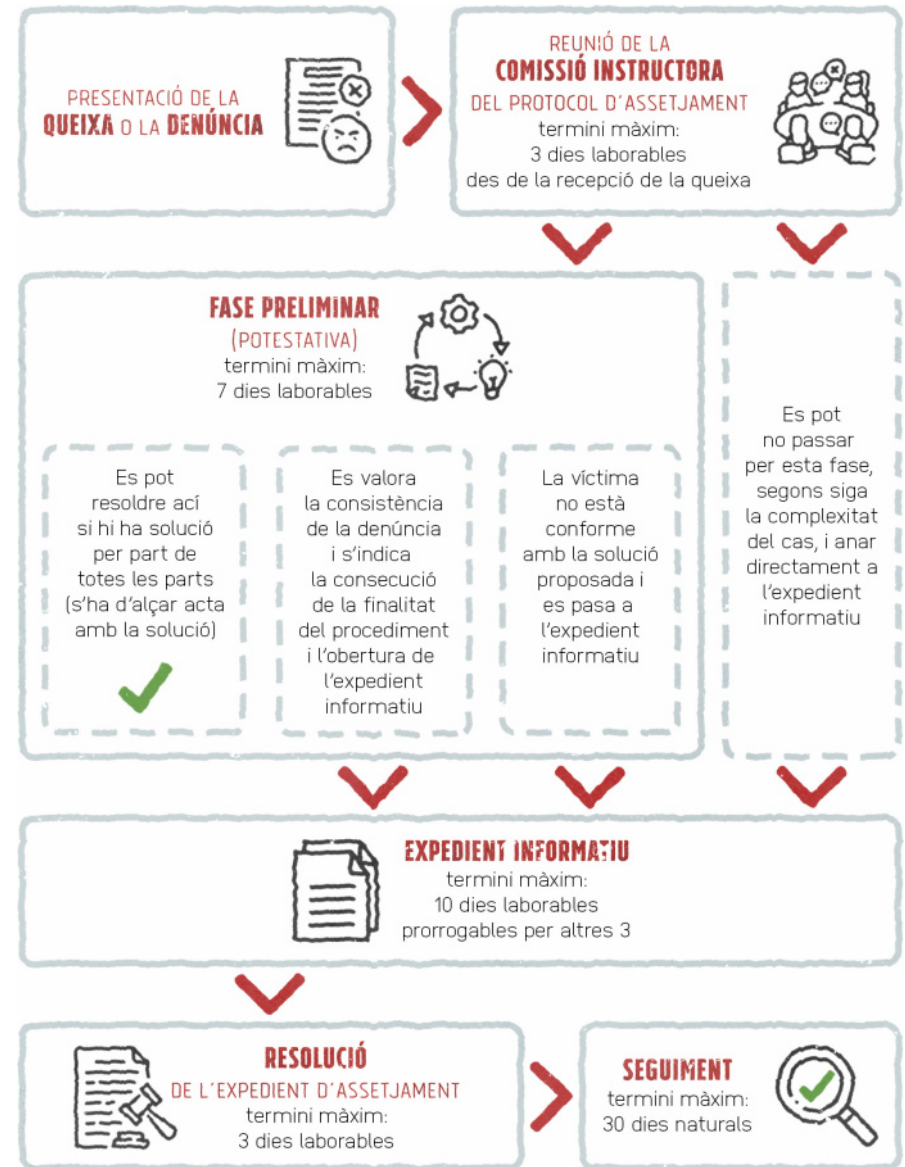 PRESENTACIÓ DE LA
QUEIXA O LA DENÚNCIA
REUNIÓ DE LA
COMISSIÓ INSTRUCTORA
DEL PROTOCOL D'ASSETJAMENT
termini màxim:
3 dies laborables
des de la recepció de la queixa
FASE PRELIMINAR
(POTESTATIVA)
termini màxim:
7 dies laborables
Es pot
resoldre ací
si hi ha solució
per part de
totes les parts
(s'ha d'alçar acta
amb la solució)
Es valora
la consistència
de la denúncia
i s'indica
la consecució
de la finalitat
del procediment
i l'obertura de
l'expedient
informatiu
La víctima
no està
conforme
amb la solució
proposada i
es pasa a
l'expedient
informatiu
Es pot
no passar
per esta fase,
segons siga
la complexitat
del cas, i anar
directament a
l'expedient
informatiu
EXPEDIENT INFORMATIU
termini màxim:
10 dies laborables
prorrogables per altres 3
RESOLUCIÓ
DE L'EXPEDIENT D'ASSETJAMENT
termini màxim:
3 dies laborables
SEGUIMENT
termini màxim:
30 dies naturals